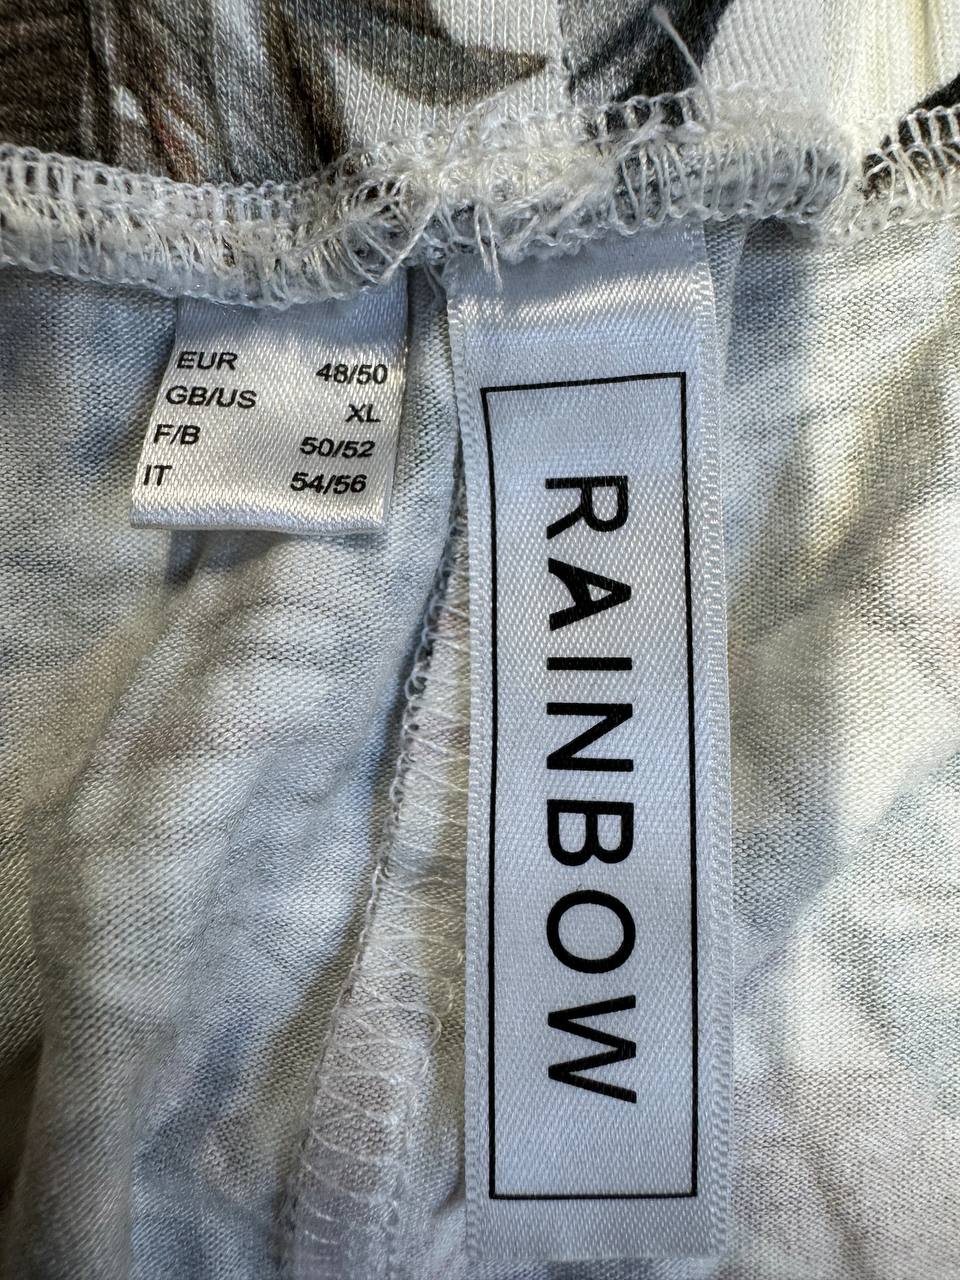 EUR 48/50
GB/US XL
F/B 50/52
IT 54/56
RAINBOW